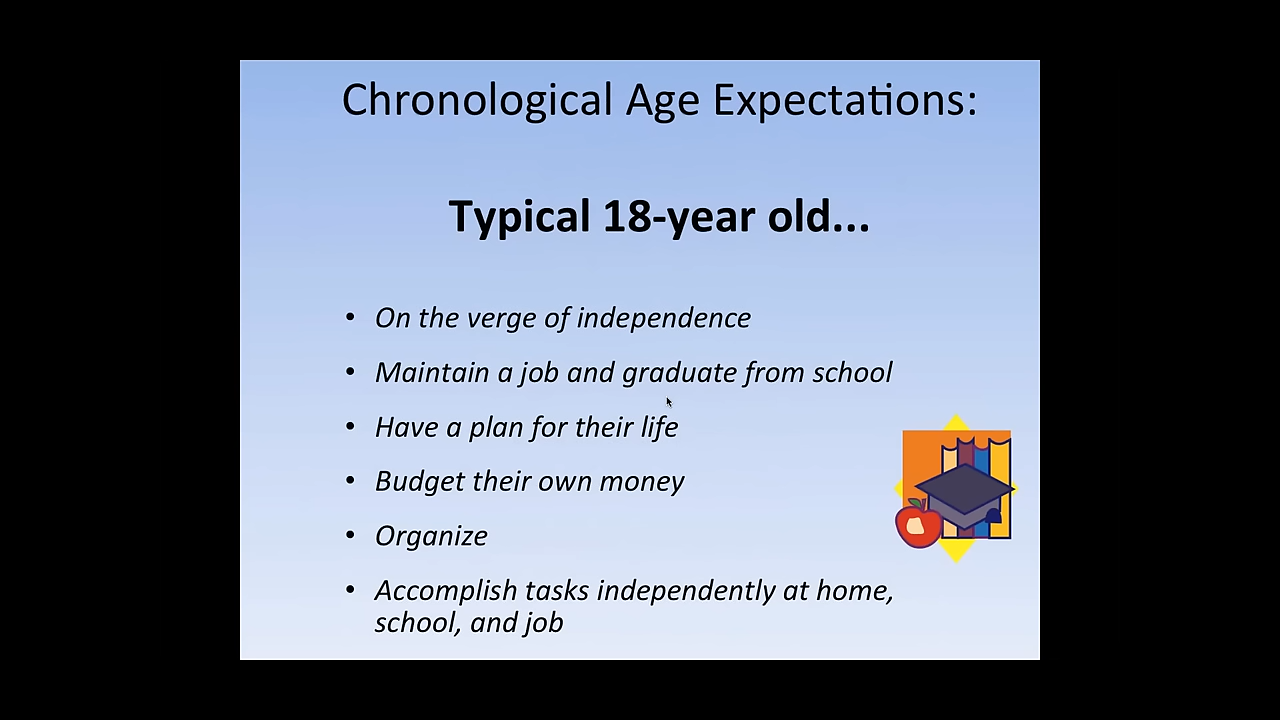 Chronological Age Expectations:
Typical 18-year old...
• On the verge of independence
• Maintain a job and graduate from school
• Have a plan for their life
• Budget their own money
• Organize
• Accomplish tasks independently at home,
school, and job